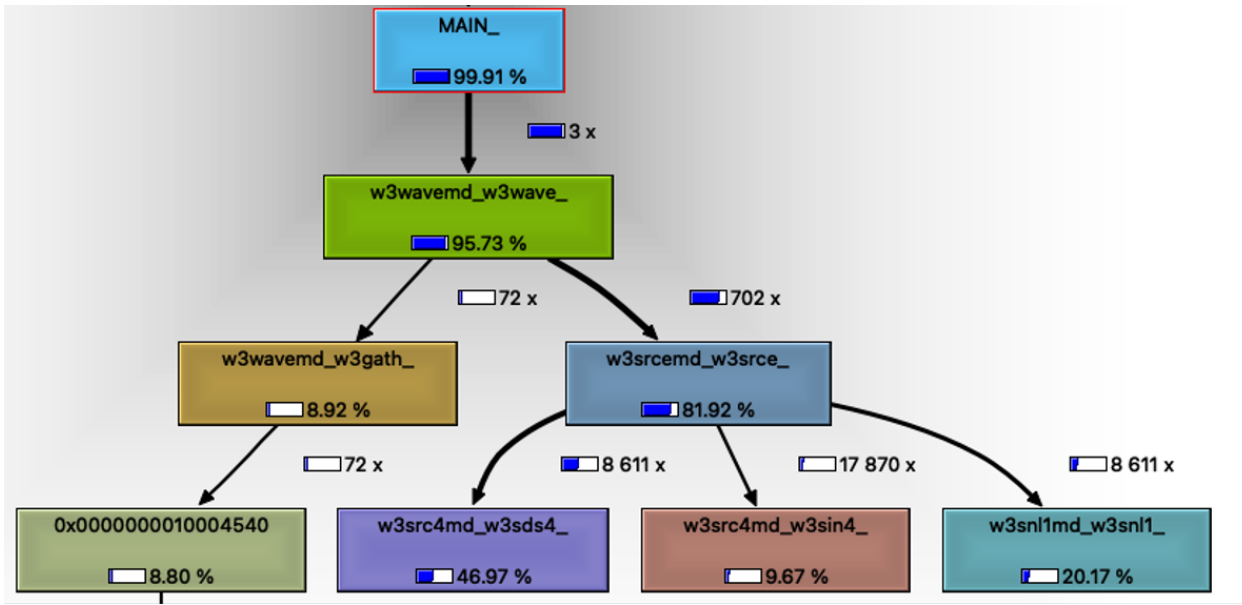 MAIN_
99.91 %
3 x
w3wavemd_w3wave_
95.73 %
72 x
702 x
w3wavemd_w3gath_
8.92 %
w3srcemd_w3srce_
81.92 %
72 x
8 611 x
17 870 x
8 611 x
0x0000000010004540
8.80 %
w3src4md_w3sds4_
46.97 %
w3src4md_w3sin4_
9.67 %
w3snl1md_w3snl1_
20.17 %